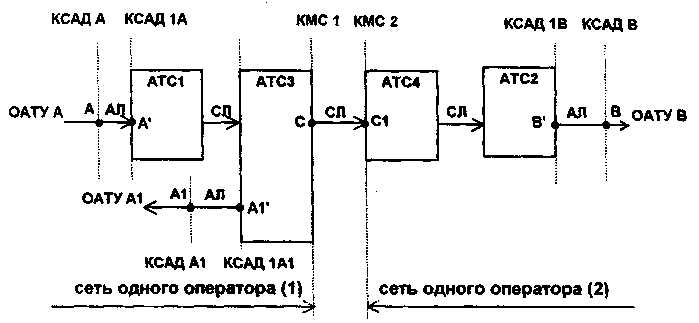 КСАД А КСАД 1А КМС 1 КМС 2 КСАД 1В КСАД В
АТС1 АТС3 АТС4 АТС2
ОАТУ А А АЛ А' СЛ С СЛ С1 СЛ В' АЛ В ОАТУ В
ОАТУ А1 А1 АЛ А1'
КСАД А1 КСАД 1А1
сеть одного оператора (1) сеть одного оператора (2)